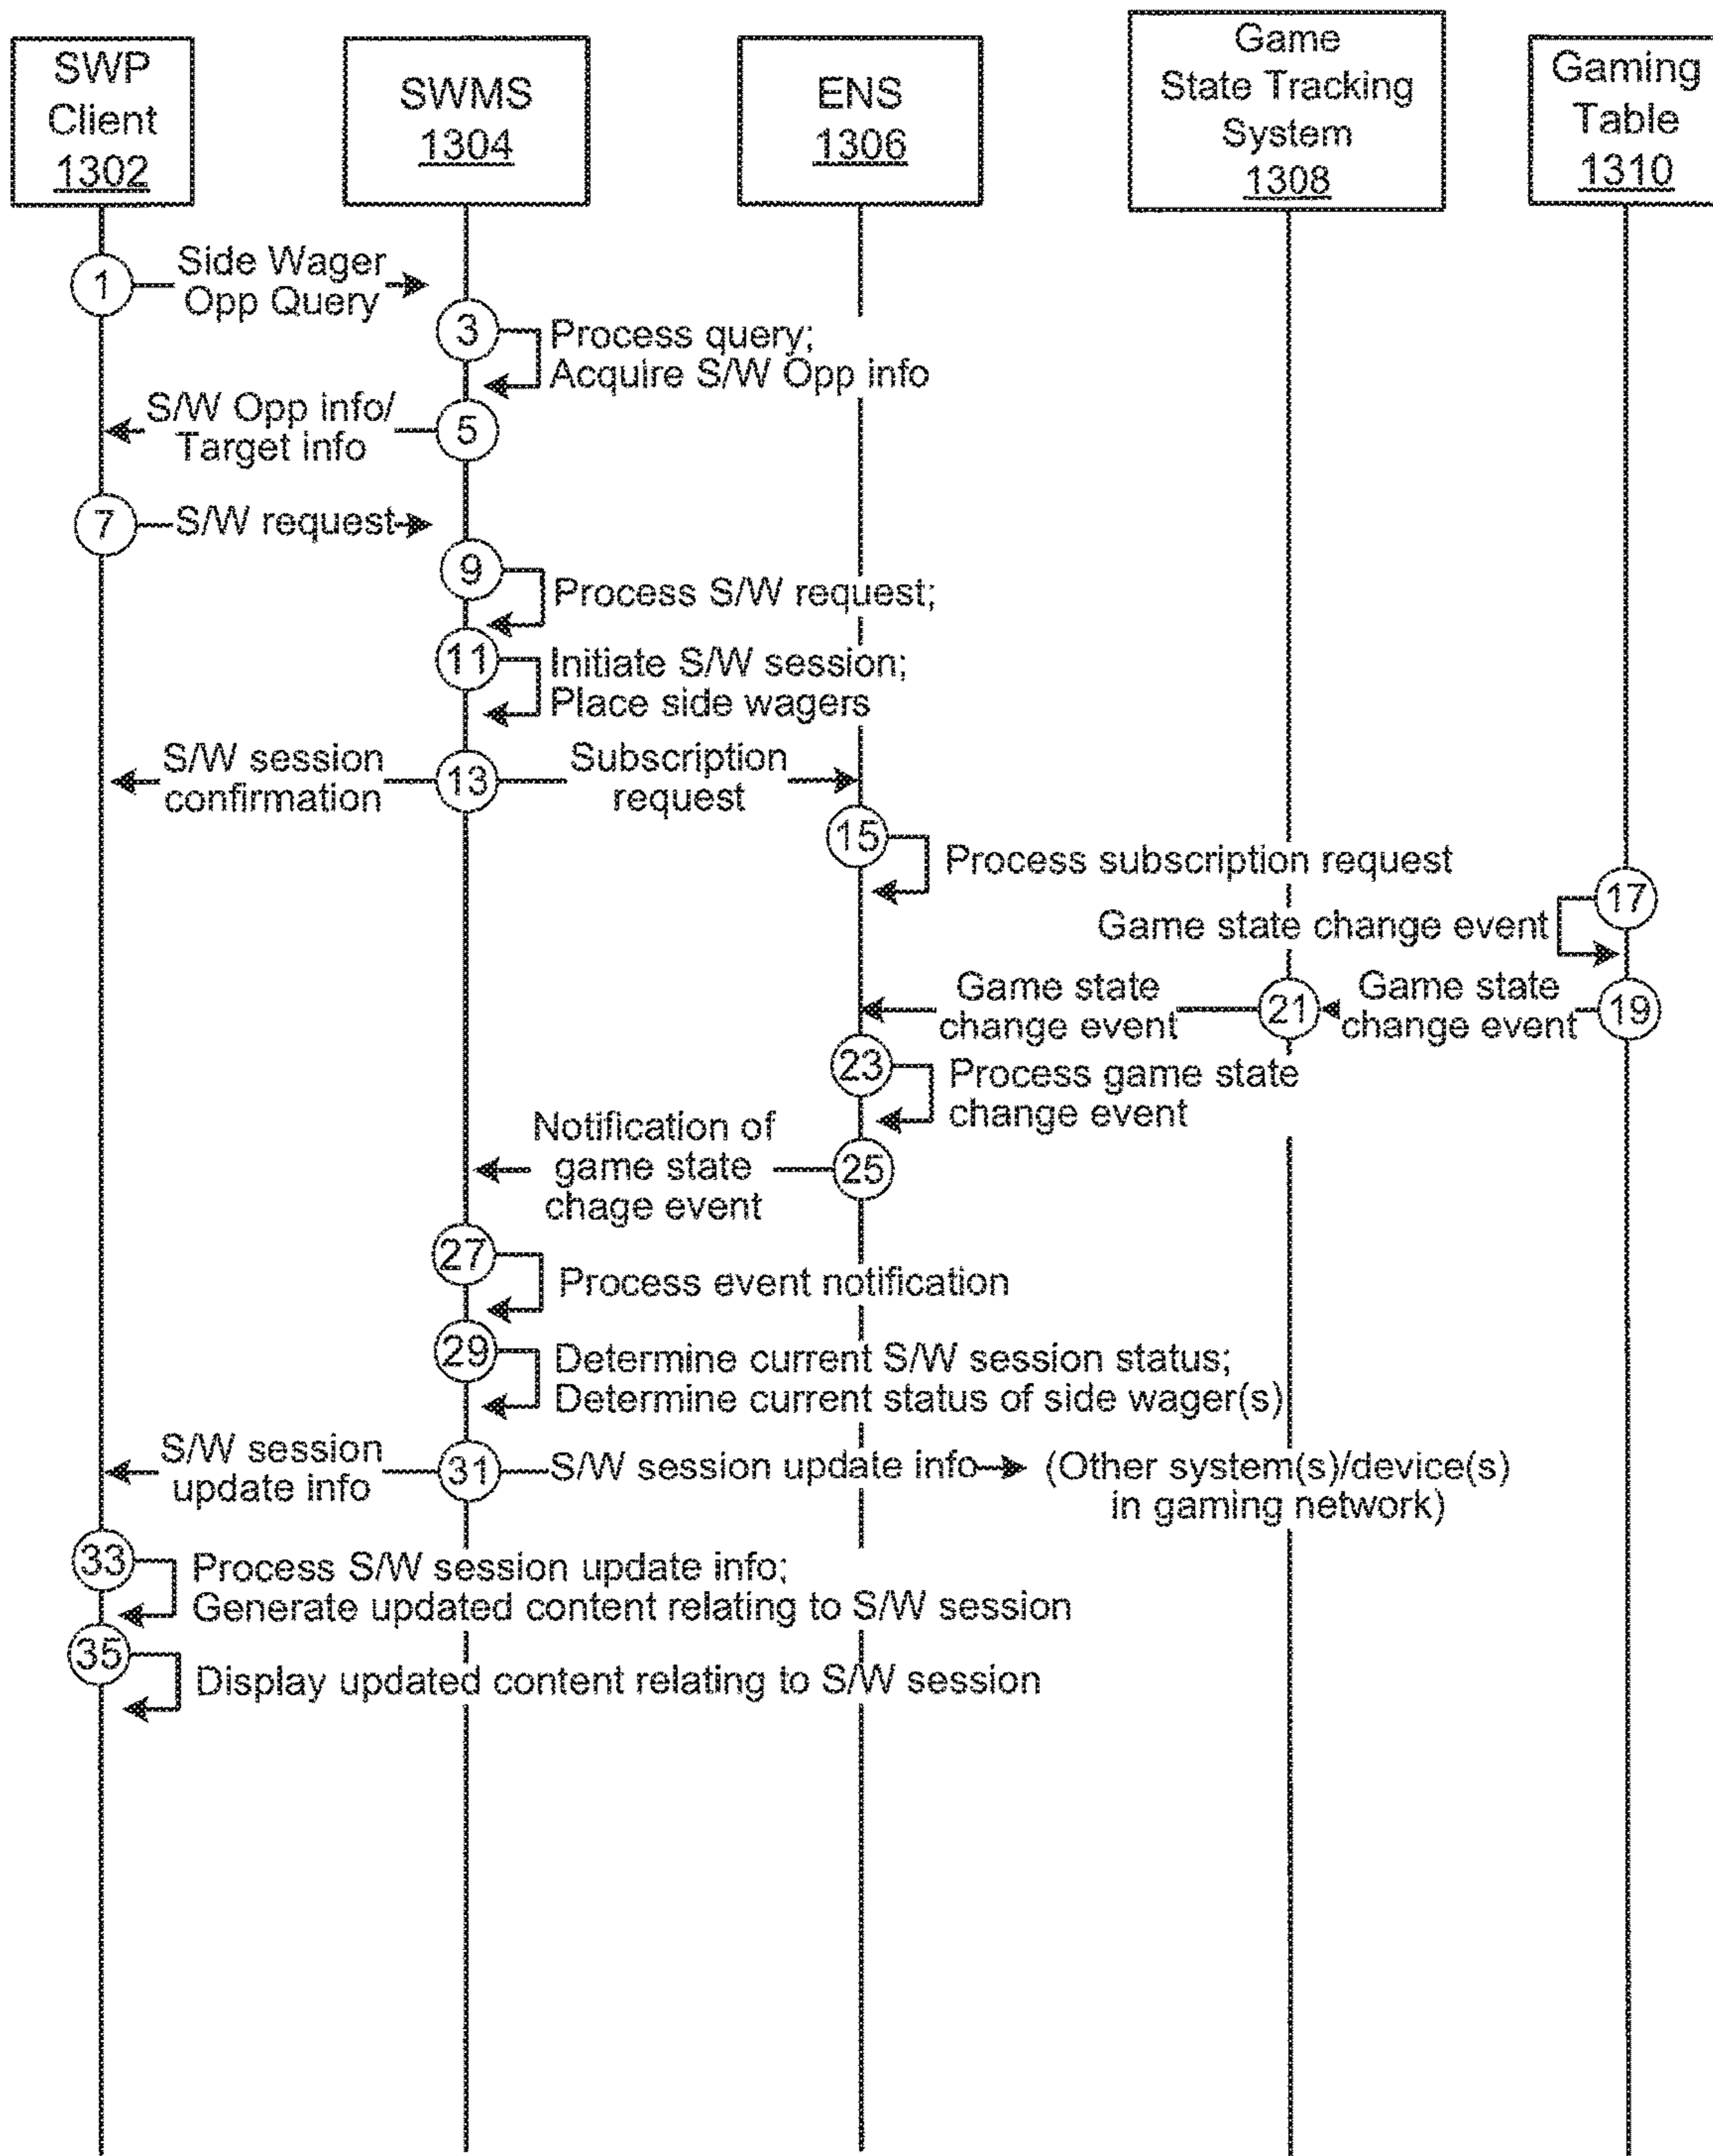 SWP
Client
1302
SWMS
1304
ENS
1306
Game
State Tracking
System
1308
Gaming
Table
1310
1
Side Wager
Opp Query
3
Process query;
Acquire S/W Opp info
S/W Opp info/
Target info
5
7
S/W request
9
Process S/W request;
11
Initiate S/W session;
Place side wagers
S/W session
confirmation
13
Subscription
request
15
Process subscription request
17
Game state change event
Game state
change event
21
Game state
change event
19
23
Process game state
change event
Notification of
game state
chage event
25
27
Process event notification
29
Determine current S/W session status;
Determine current status of side wager(s)
S/W session
update info
31
S/W session update info
(Other system(s)/device(s)
in gaming network)
33
Process S/W session update info;
Generate updated content relating to S/W session
35
Display updated content relating to S/W session